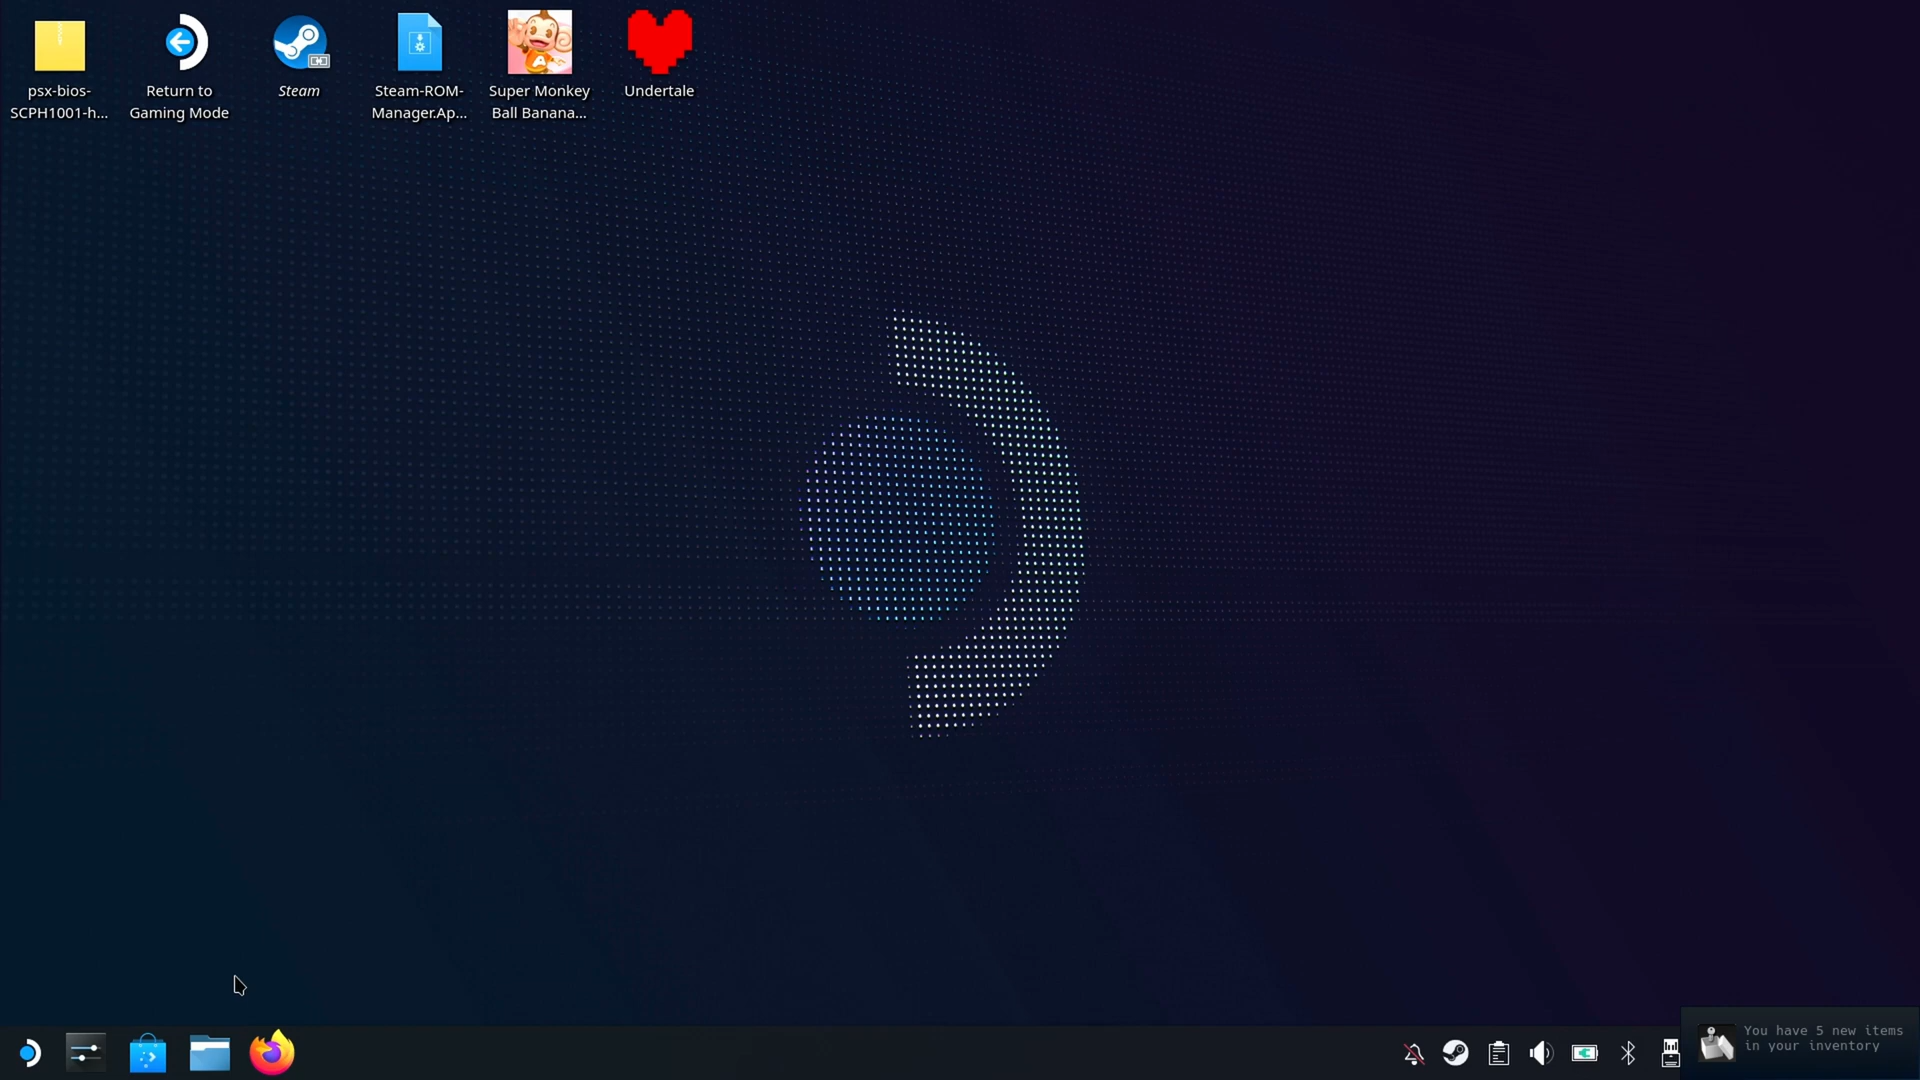 psx-bios-
SCPH1001-h...
Return to
Gaming Mode
Steam
Steam-ROM-
Manager.Ap...
Super Monkey
Ball Banana...
Undertale
You have 5 new items
in your inventory